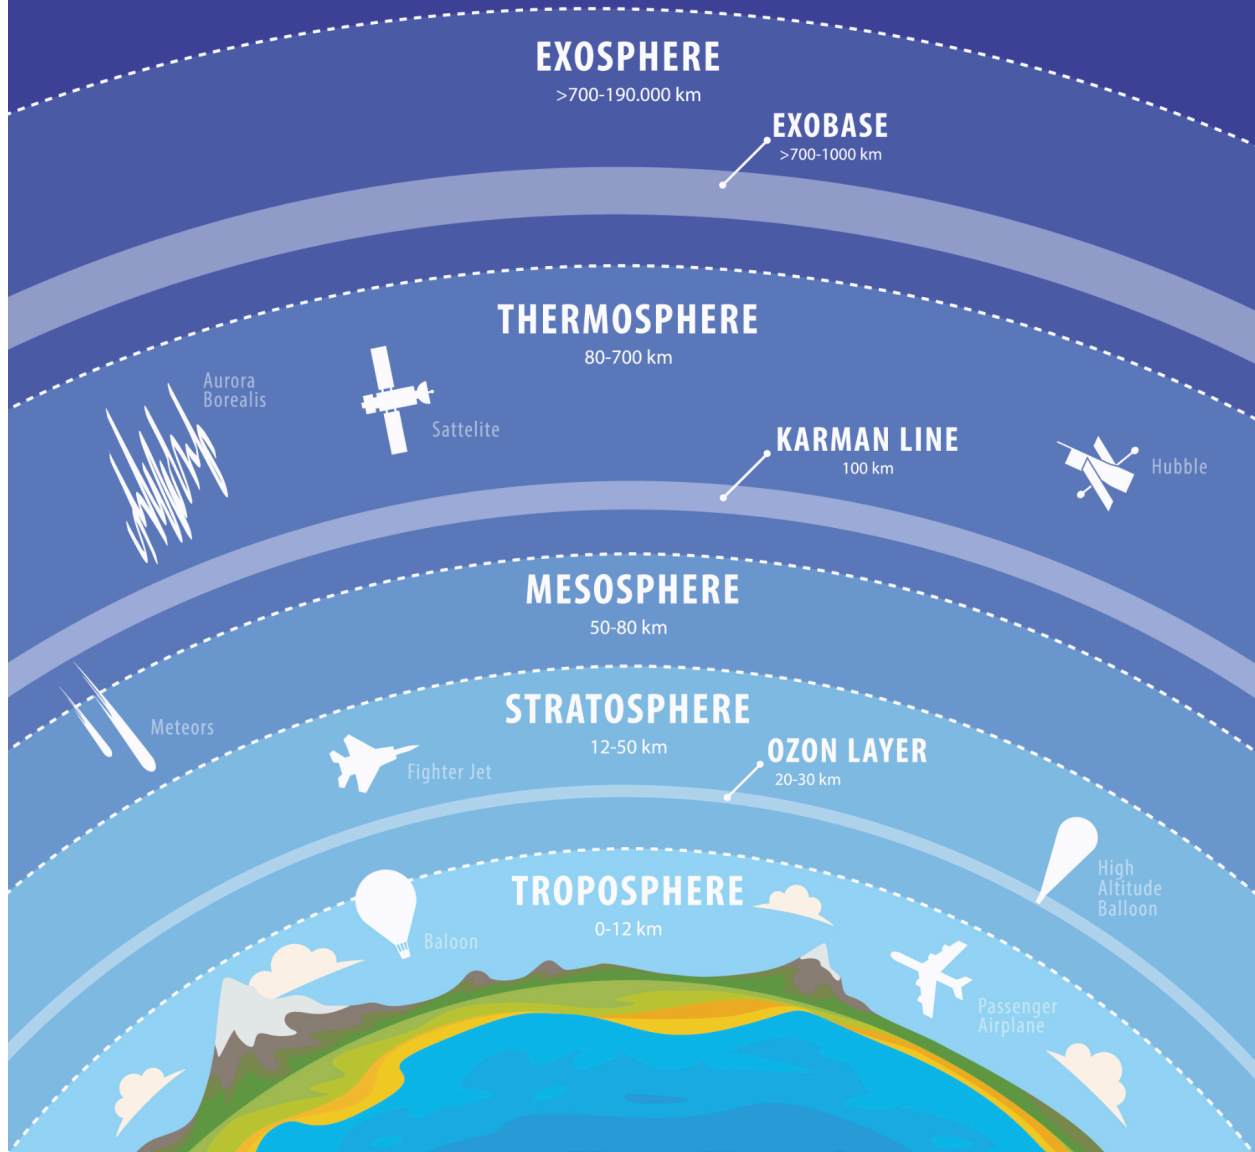 EXOSPHERE
>700-190.000 km
EXOBASE
>700-1000 km
THERMOSPHERE
80-700 km
Aurora
Borealis
Sattelite
KARMAN LINE
100 km
Hubble
MESOSPHERE
50-80 km
Meteors
STRATOSPHERE
12-50 km
Fighter Jet
OZON LAYER
20-30 km
High
Altitude
Balloon
TROPOSPHERE
0-12 km
Baloon
Passenger
Airplane